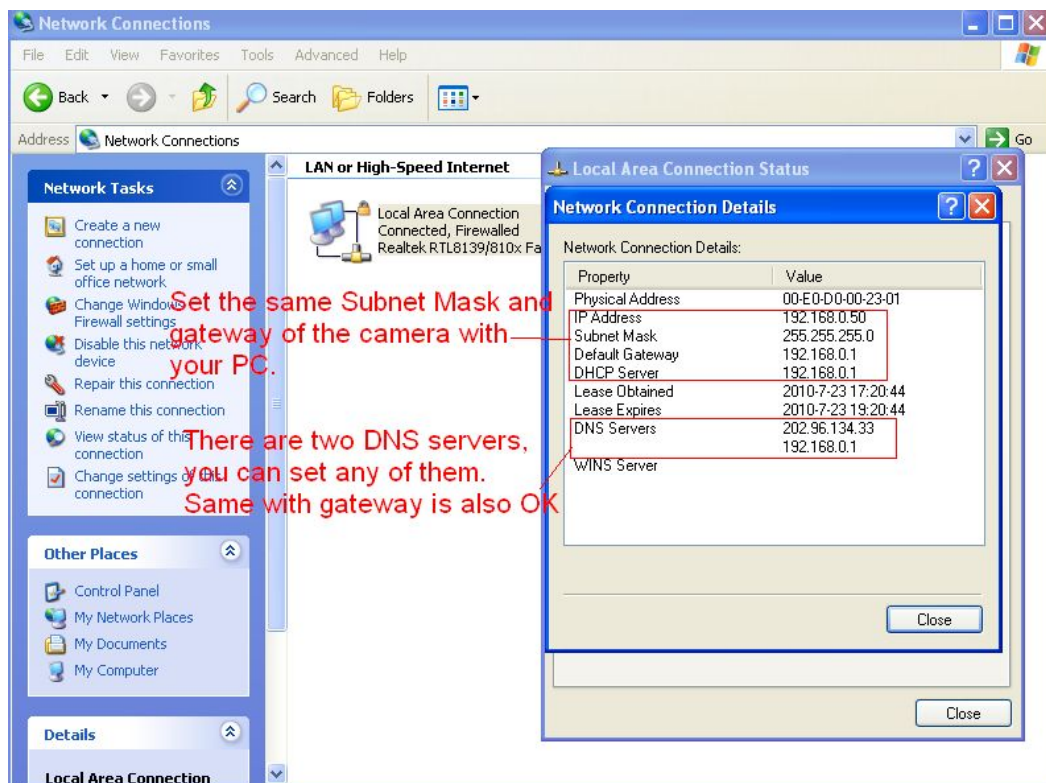 Network Connections
File Edit View Favorites Tools Advanced Help
Back Search Folders
Address Network Connections Go
Network Tasks
Create a new
connection
Set up a home or small
office network
Change Windows
Firewall settings
Disable this network
device
Repair this connection
Rename this connection
View status of this
connection
Change settings of this
connection
Other Places
Control Panel
My Network Places
My Documents
My Computer
Details
Local Area Connection
LAN or High-Speed Internet
Local Area Connection
Connected, Firewalled
Realtek RTL8139/810x Fa
Set the same Subnet Mask and
gateway of the camera with
your PC.
There are two DNS servers,
you can set any of them.
Same with gateway is also OK
Local Area Connection Status
Network Connection Details
Network Connection Details:
Property Value
Physical Address 00-E0-D0-00-23-01
IP Address 192.168.0.50
Subnet Mask 255.255.255.0
Default Gateway 192.168.0.1
DHCP Server 192.168.0.1
Lease Obtained 2010-7-23 17:20:44
Lease Expires 2010-7-23 19:20:44
DNS Servers 202.96.134.33
192.168.0.1
WINS Server
Close
Close